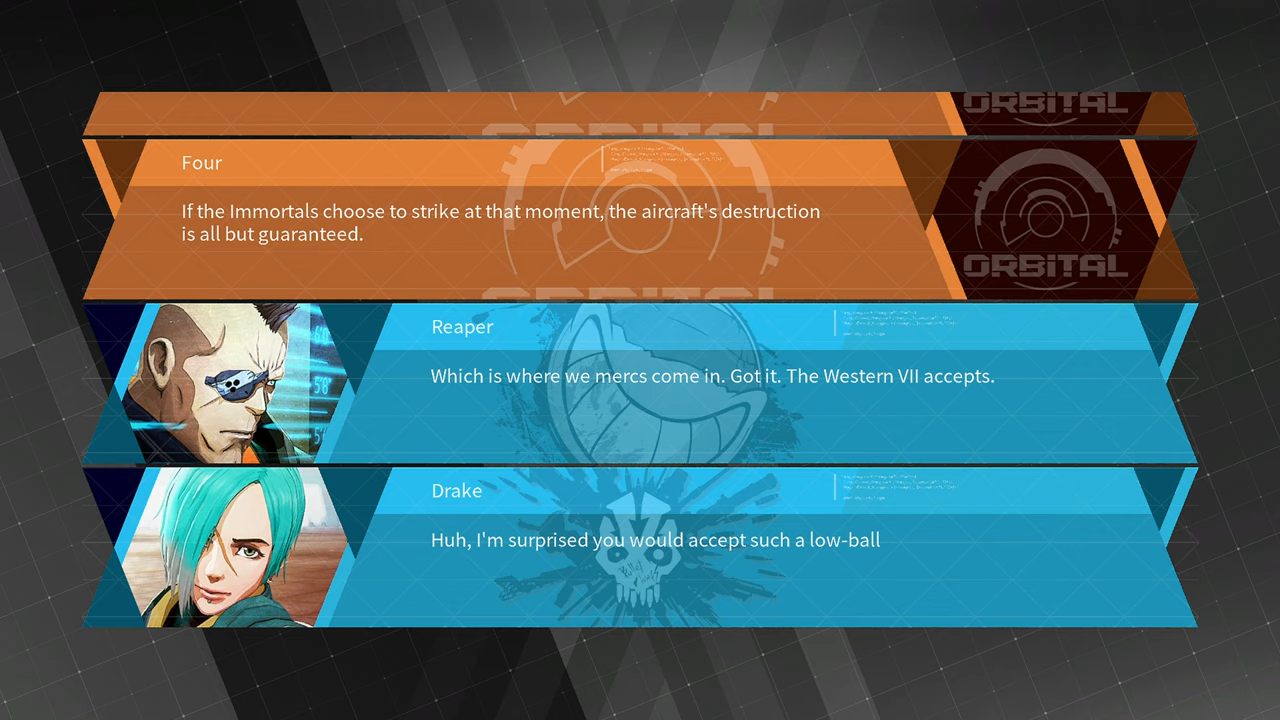 ORBITAL
ORBITAL
Four
If the Immortals choose to strike at that moment, the aircraft's destruction
is all but guaranteed.
ORBITAL
ORBITAL
Reaper
Which is where we mercs come in. Got it. The Western VII accepts.
Drake
Huh, I'm surprised you would accept such a low-ball